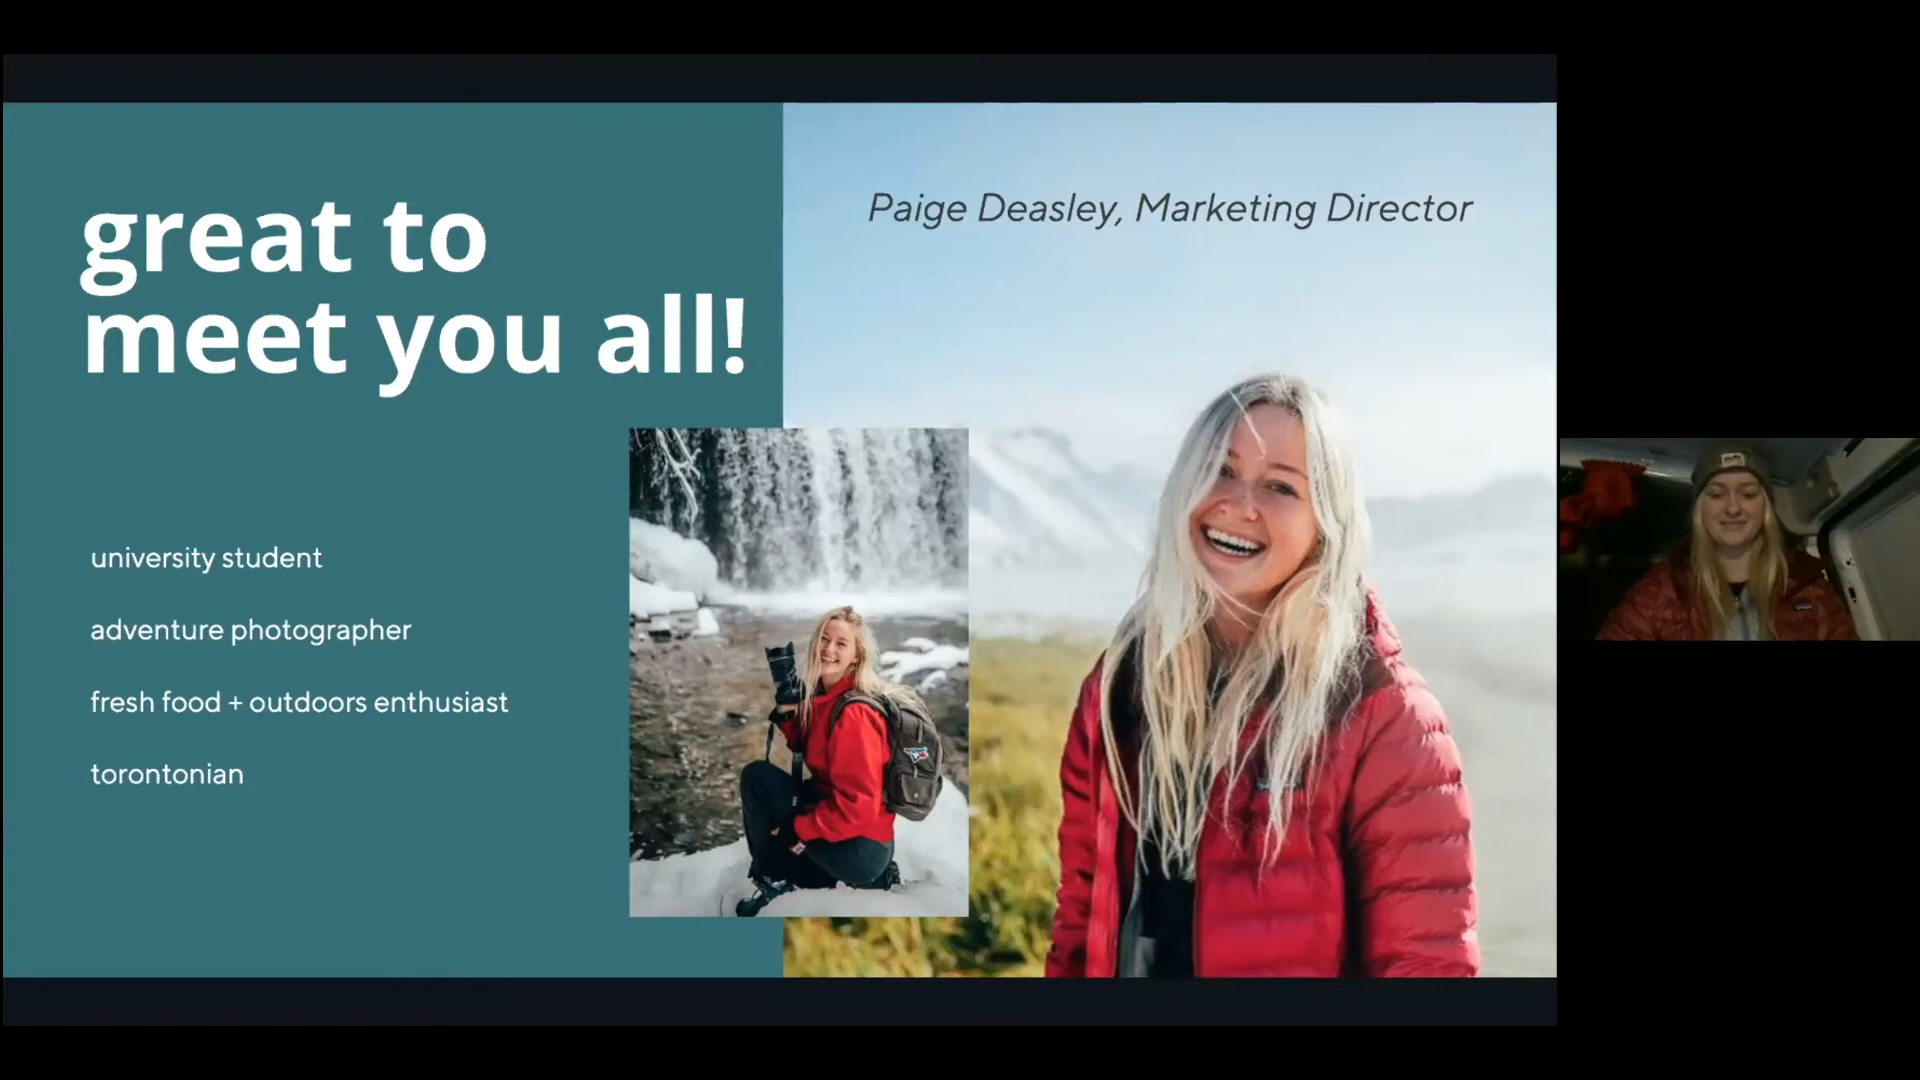 great to
meet you all!
Paige Deasley, Marketing Director
university student
adventure photographer
fresh food + outdoors enthusiast
torontonian